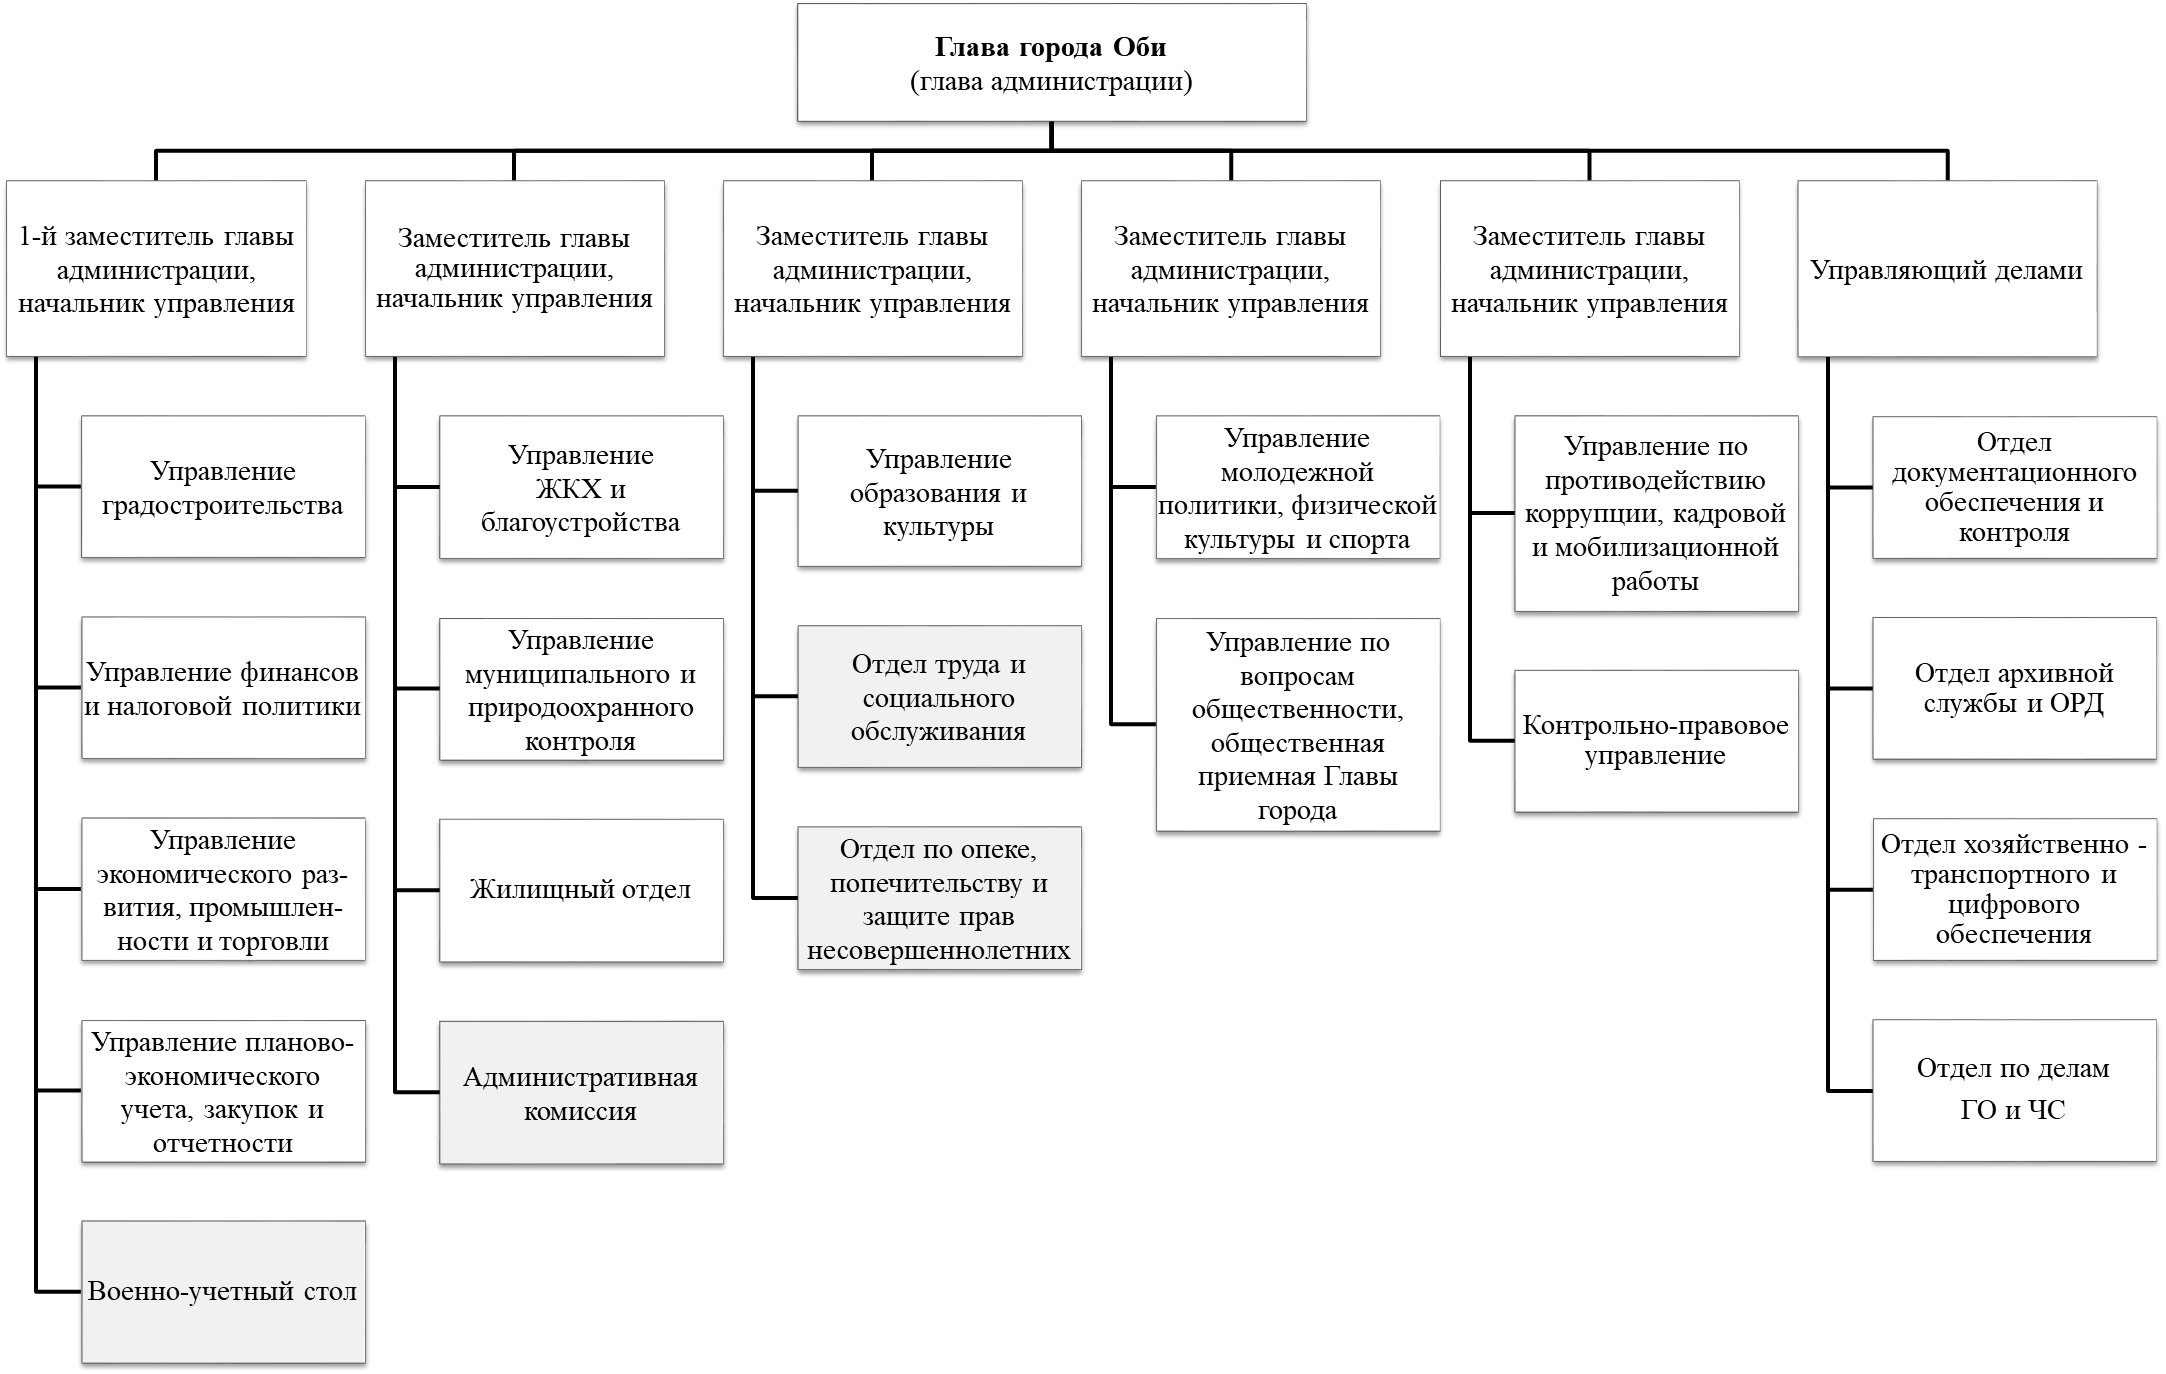 Глава города Оби
(глава администрации)
1-й заместитель главы
администрации,
начальник управления
Заместитель главы
администрации,
начальник управления
Заместитель главы
администрации,
начальник управления
Заместитель главы
администрации,
начальник управления
Заместитель главы
администрации,
начальник управления
Управляющий делами
Управление
градостроительства
Управление финансов
и налоговой политики
Управление
экономического раз-
вития, промышлен-
ности и торговли
Управление планово-
экономического
учета, закупок и
отчетности
Военно-учетный стол
Управление
ЖКХ и
благоустройства
Управление
муниципального и
природоохранного
контроля
Жилищный отдел
Административная
комиссия
Управление
образования и
культуры
Отдел труда и
социального
обслуживания
Отдел по опеке,
попечительству и
защите прав
несовершеннолетних
Управление
молодежной
политики, физической
культуры и спорта
Управление по
вопросам
общественности,
общественная
приемная Главы
города
Управление по
противодействию
коррупции, кадровой
и мобилизационной
работы
Контрольно-правовое
управление
Отдел
документационного
обеспечения и
контроля
Отдел архивной
службы и ОРД
Отдел хозяйственно -
транспортного и
цифрового
обеспечения
Отдел по делам
ГО и ЧС